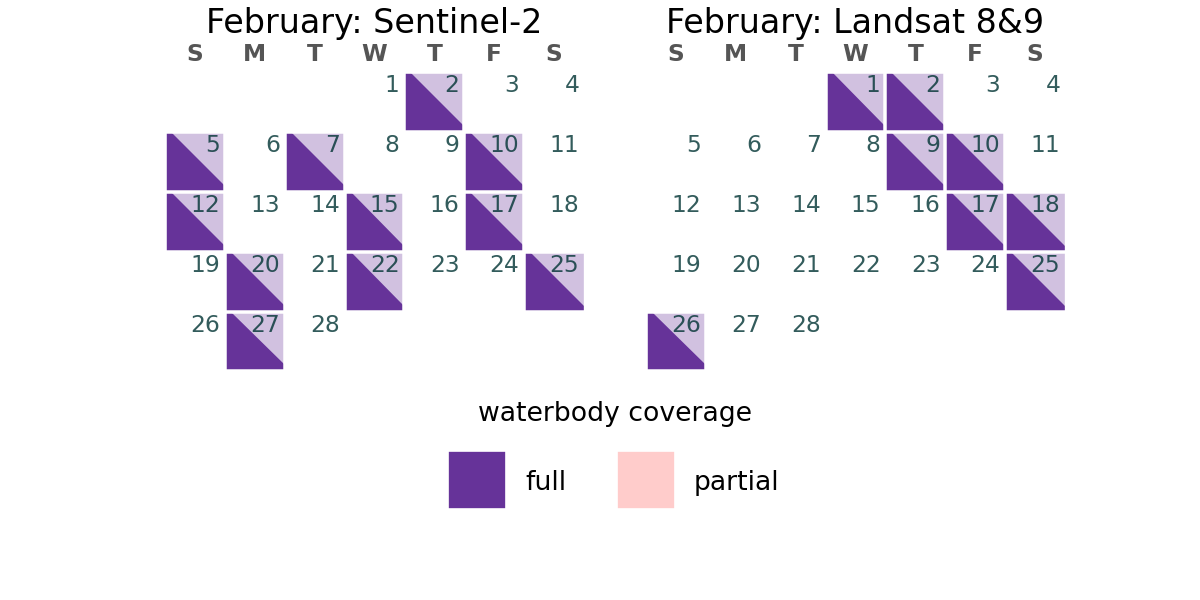 February: Sentinel-2
S M T W T F S
1 2 3 4
5 6 7 8 9 10 11
12 13 14 15 16 17 18
19 20 21 22 23 24 25
26 27 28
February: Landsat 8&9
S M T W T F S
1 2 3 4
5 6 7 8 9 10 11
12 13 14 15 16 17 18
19 20 21 22 23 24 25
26 27 28
waterbody coverage
full partial